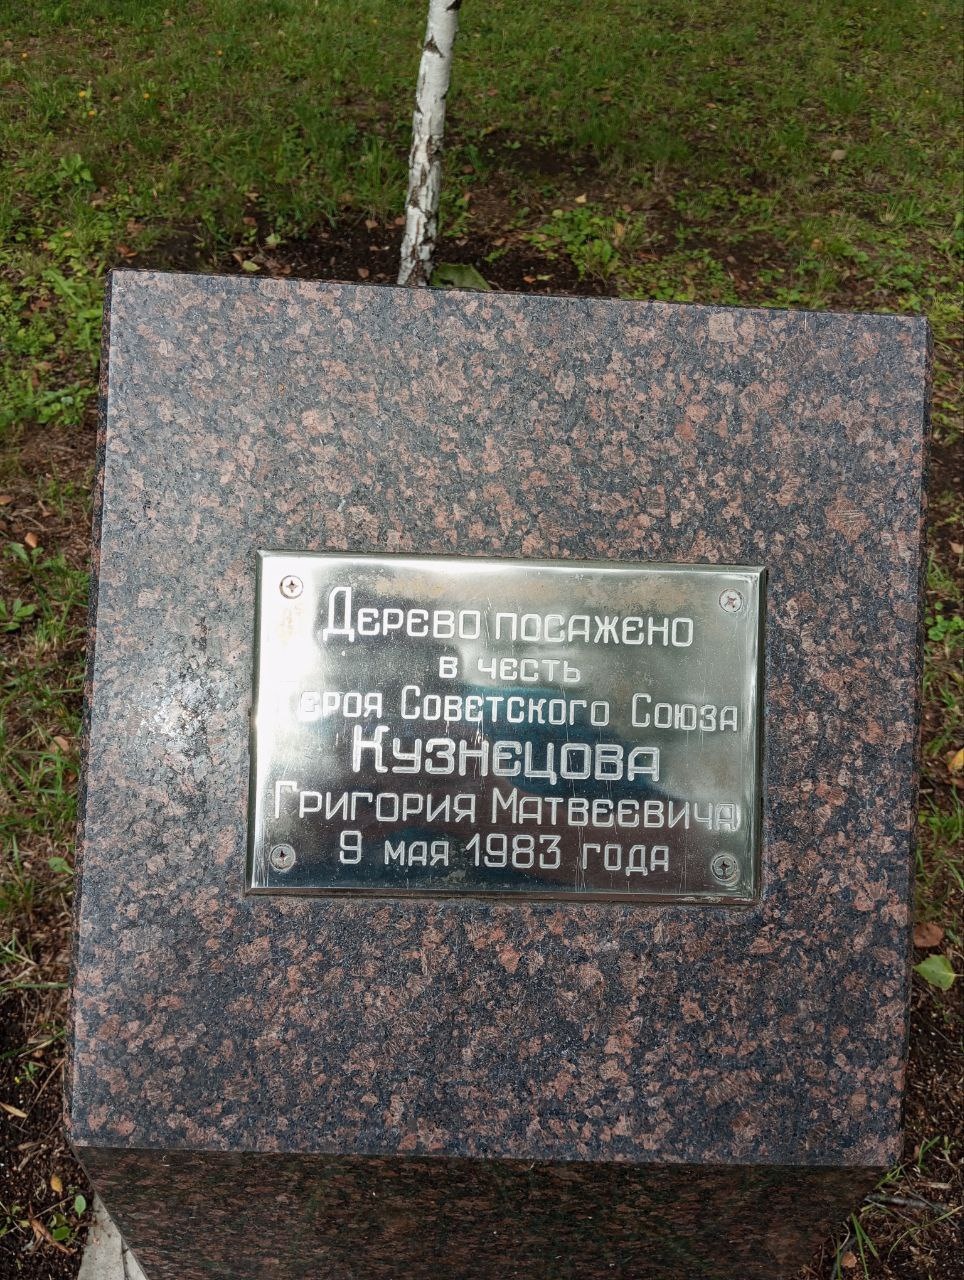 Дерево посажено
в честь
Героя Советского Союза
Кузнецова
Григория Матвеевича
9 мая 1983 года